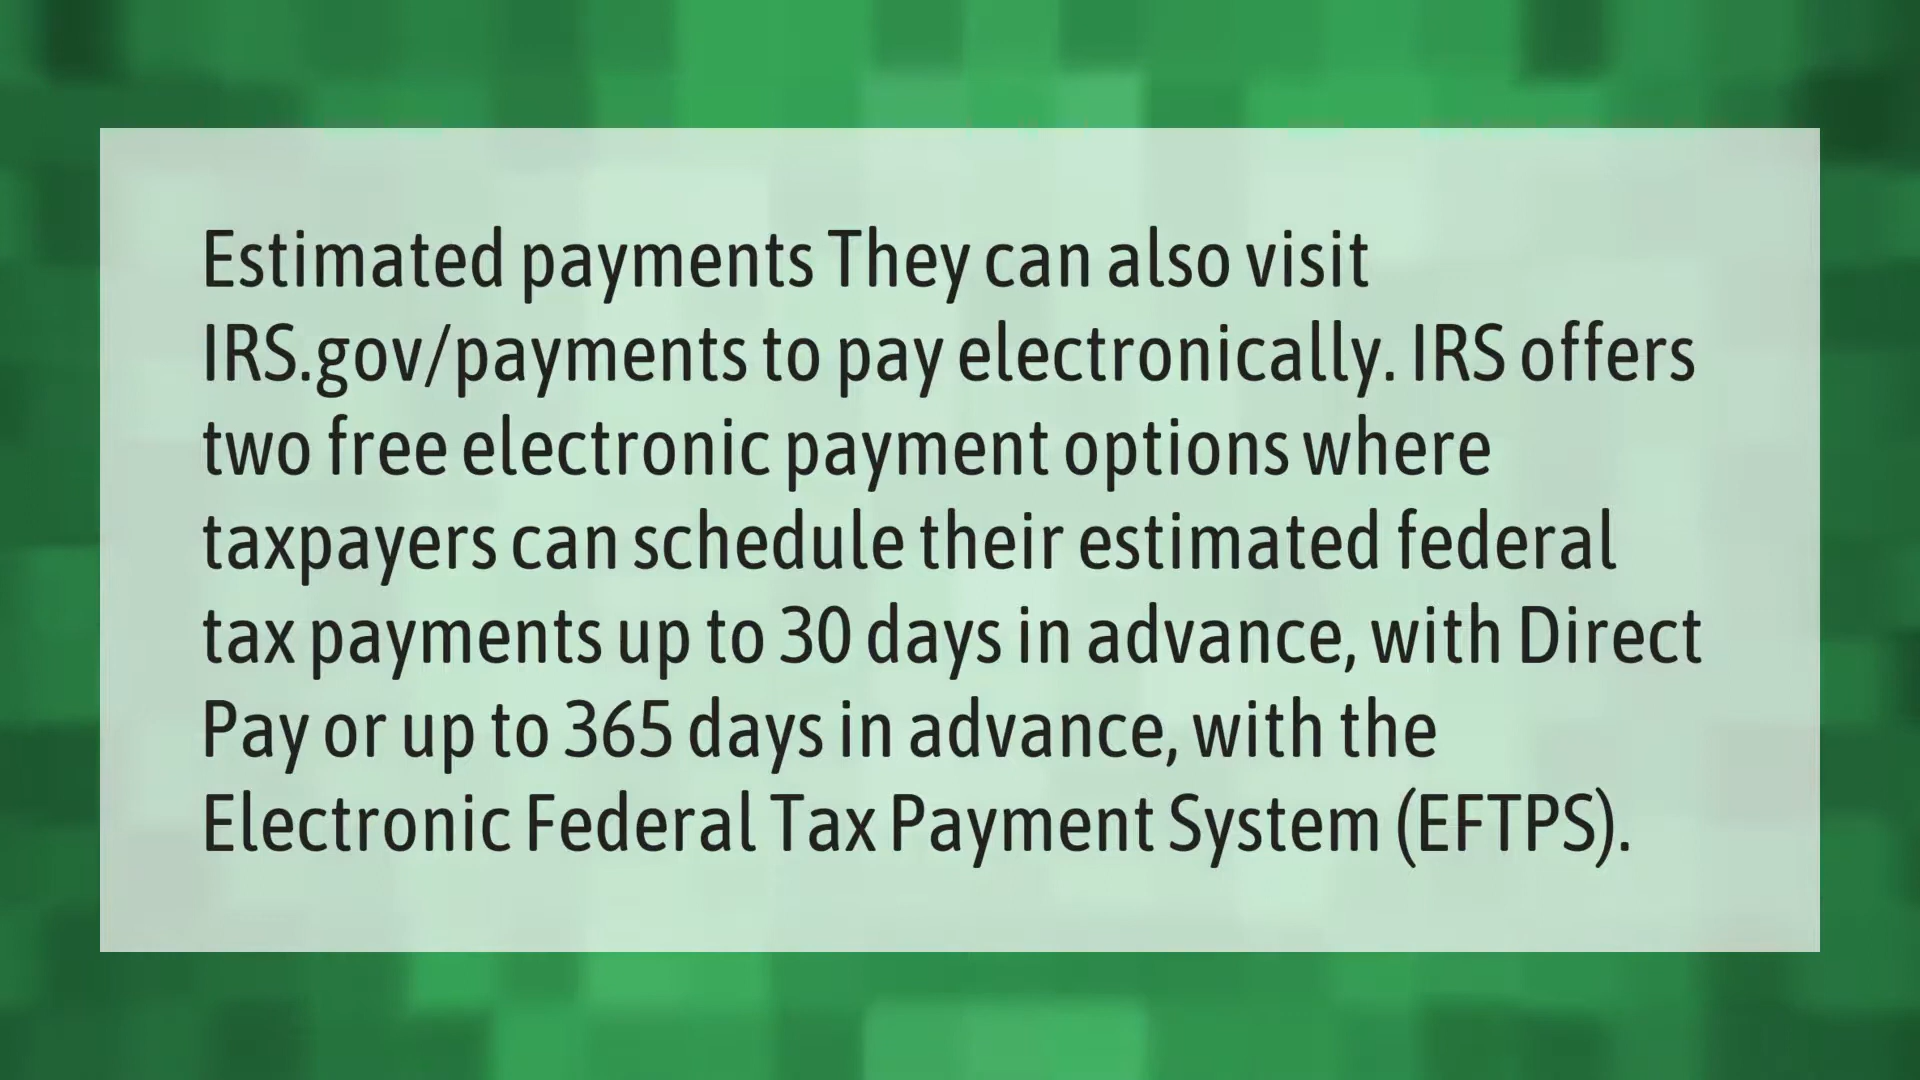 Estimated payments They can also visit
IRS.gov/payments to pay electronically. IRS offers
two free electronic payment options where
taxpayers can schedule their estimated federal
tax payments up to 30 days in advance, with Direct
Pay or up to 365 days in advance, with the
Electronic Federal Tax Payment System (EFTPS).